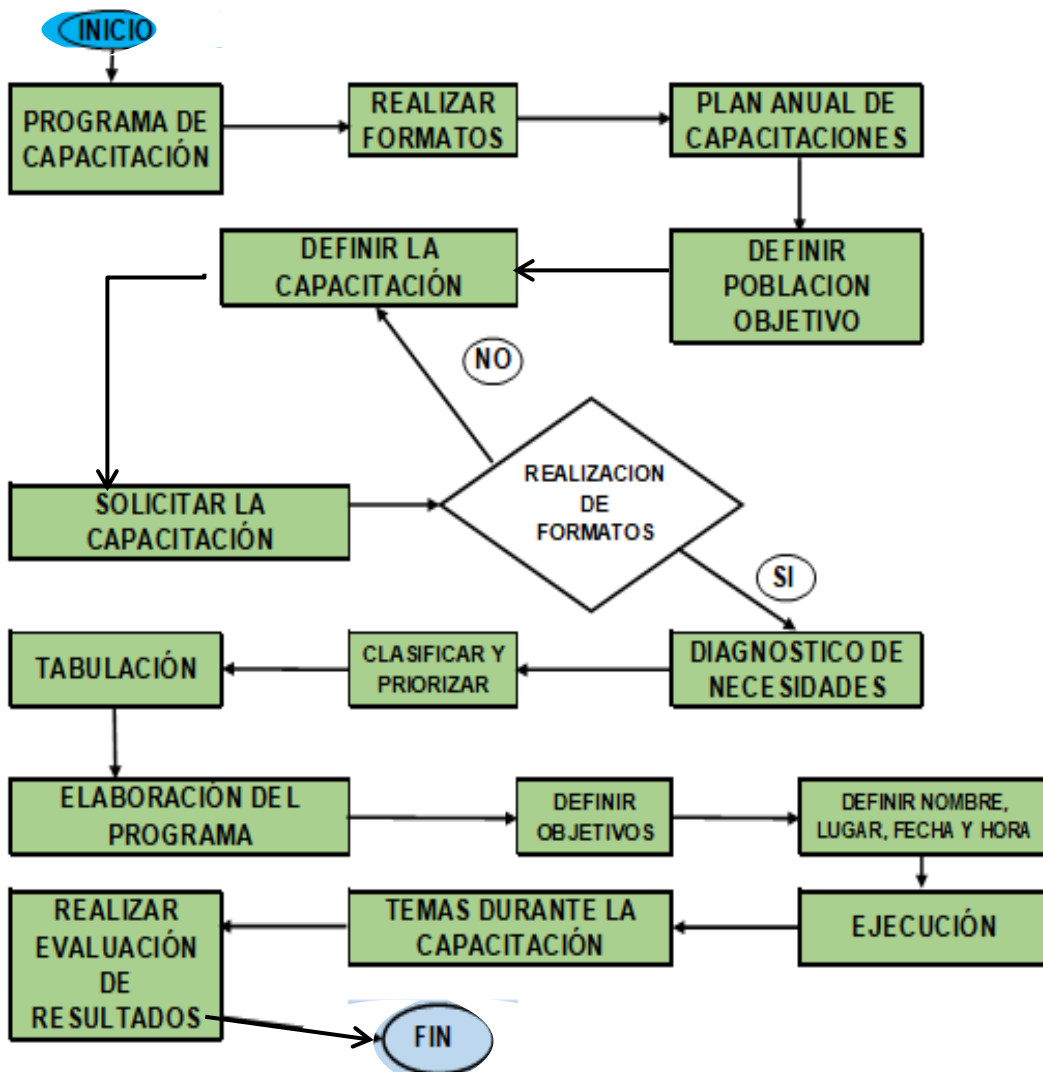 INICIO
PROGRAMA DE
CAPACITACIÓN
REALIZAR
FORMATOS
PLAN ANUAL DE
CAPACITACIONES
DEFINIR LA
CAPACITACIÓN
DEFINIR
POBLACION
OBJETIVO
NO
REALIZACION
DE
FORMATOS
SOLICITAR LA
CAPACITACIÓN
SI
TABULACIÓN
CLASIFICAR Y
PRIORIZAR
DIAGNOSTICO DE
NECESIDADES
ELABORACIÓN DEL
PROGRAMA
DEFINIR
OBJETIVOS
DEFINIR NOMBRE,
LUGAR, FECHA Y HORA
REALIZAR
EVALUACIÓN
DE
RESULTADOS
TEMAS DURANTE LA
CAPACITACIÓN
EJECUCIÓN
FIN